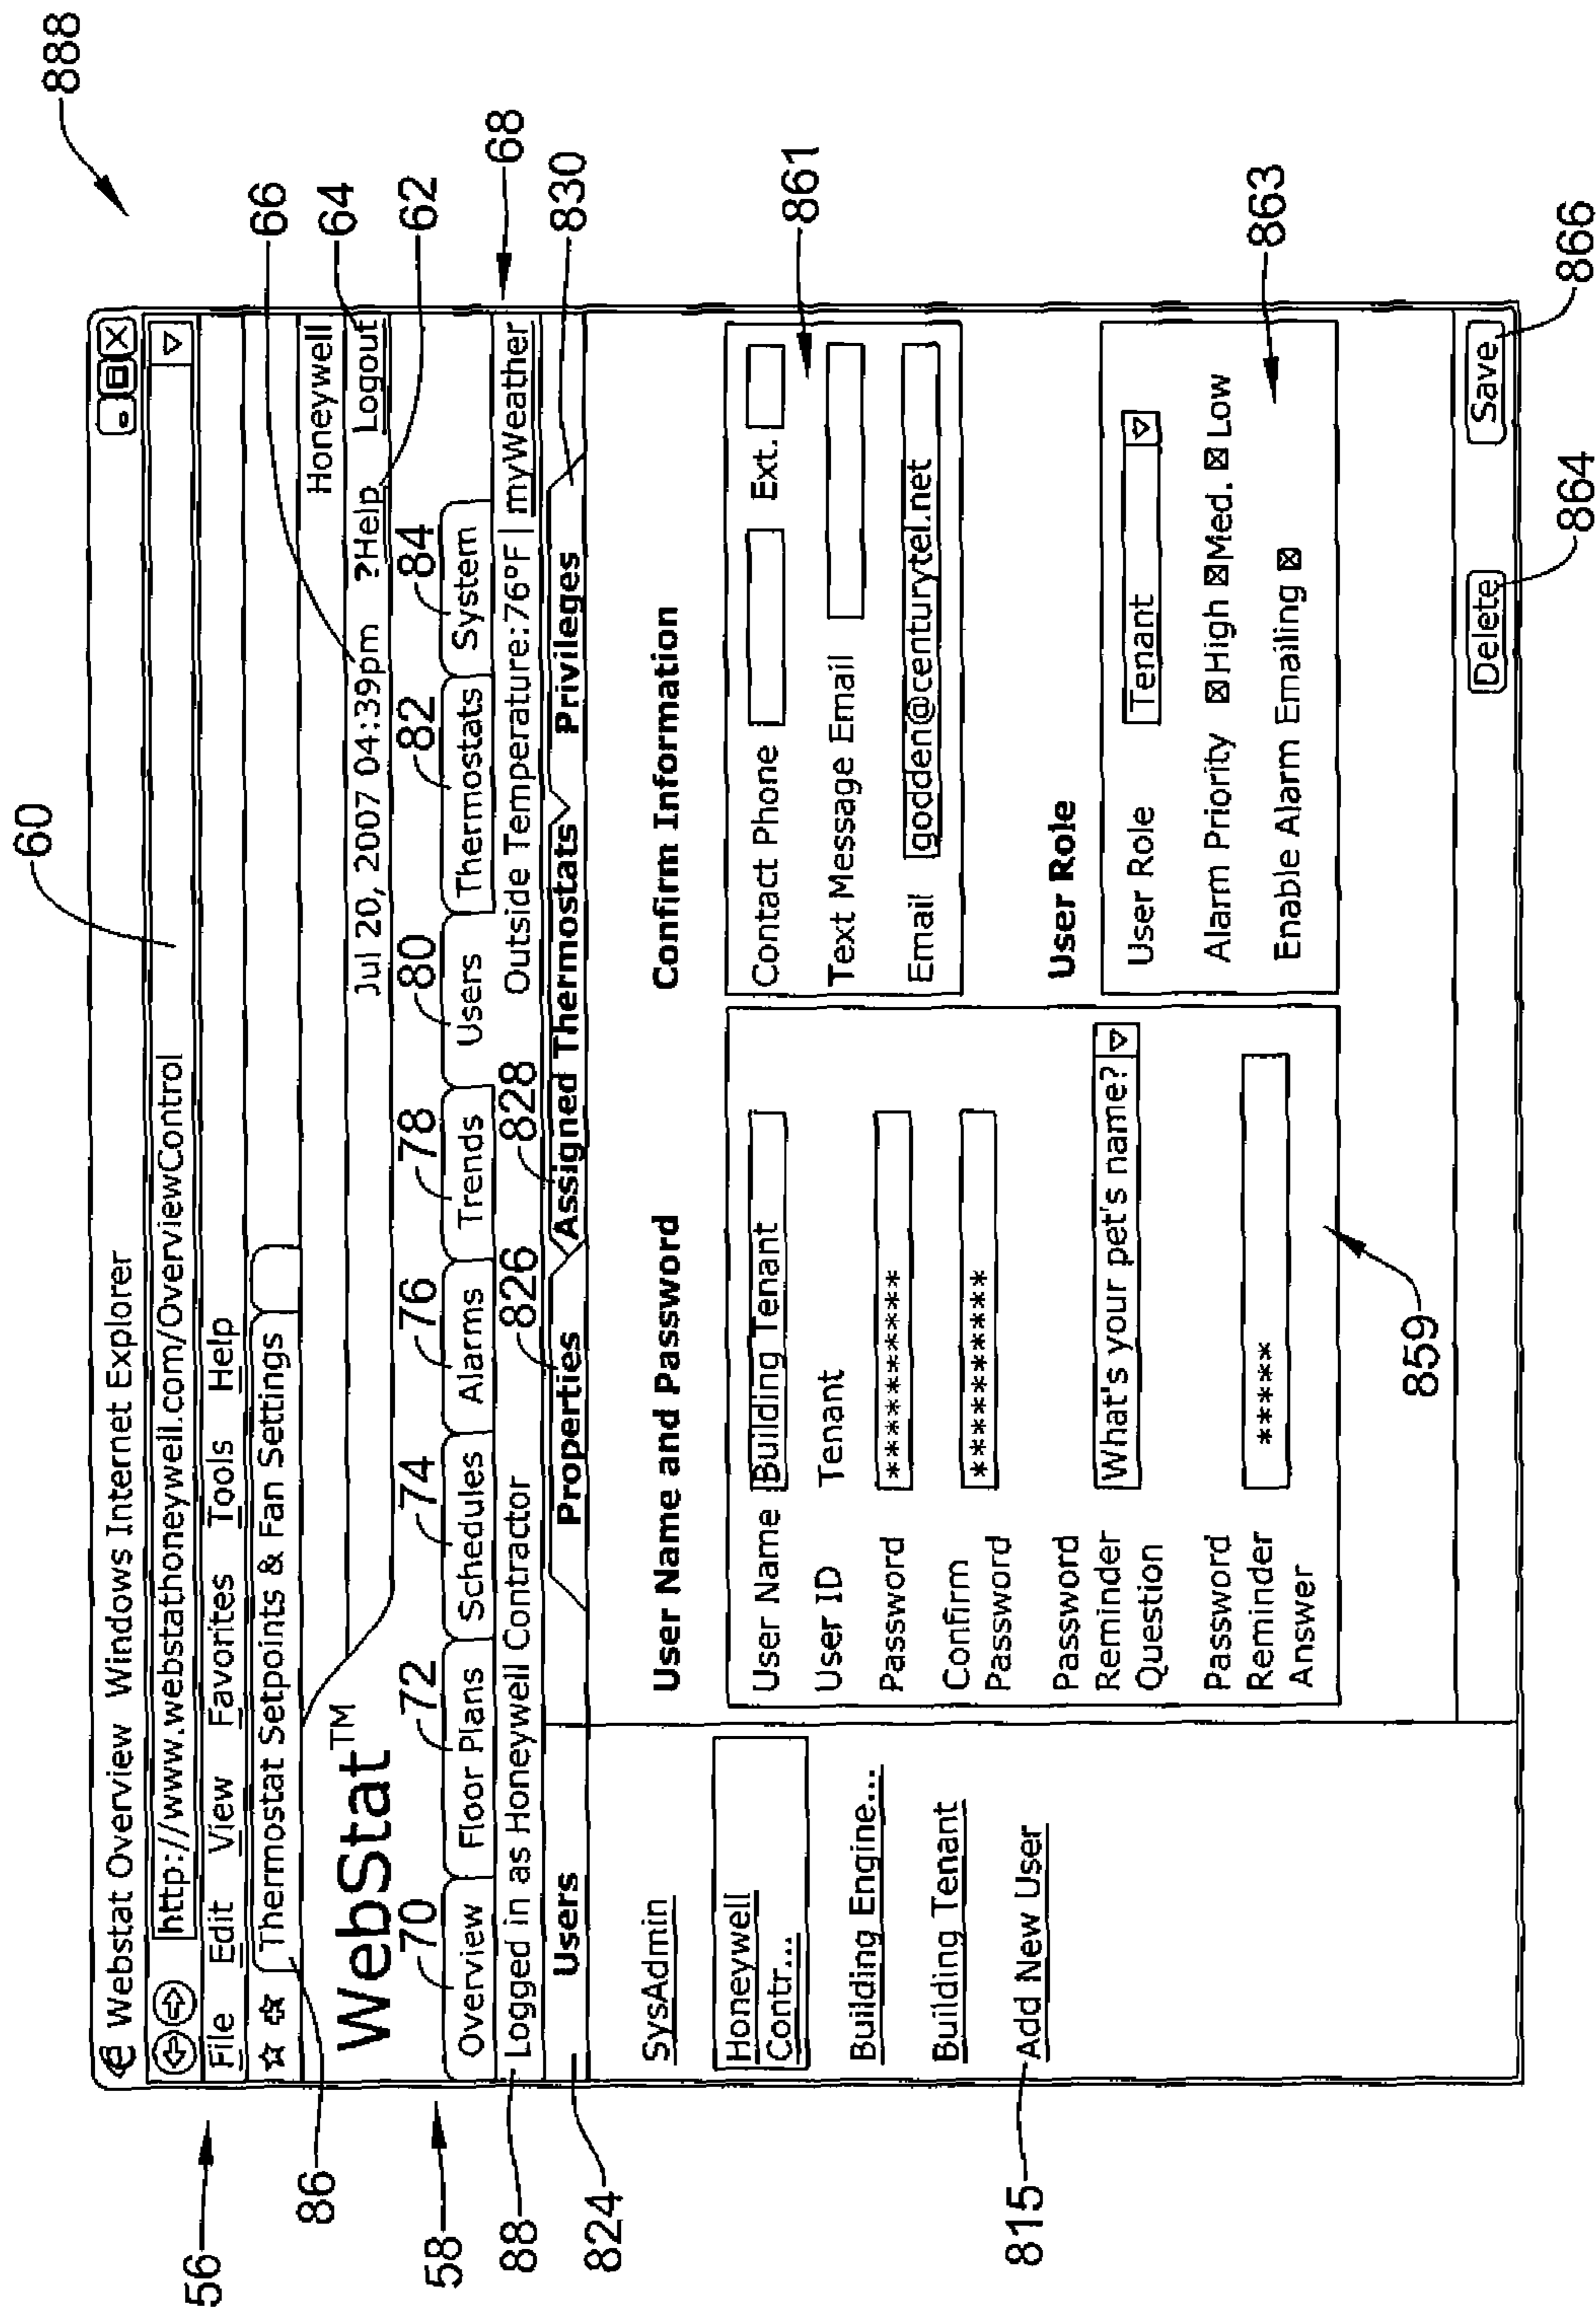 888
60
Webstat Overview Windows Internet Explorer
http://www.webstathoneywell.com/OverviewControl
56
File Edit View Favorites Tools Help
86
Thermostat Setpoints & Fan Settings
66
64
62
WebStat™
Honeywell
Jul 20, 2007 04:39pm ?Help Logout
58
70 72 74 76 78 80 82 84
Overview Floor Plans Schedules Alarms Trends Users Thermostats System
68
88
Logged in as Honeywell Contractor
Outside Temperature:76°F | myWeather
824
826
828
830
Users
Properties Assigned Thermostats Privileges
SysAdmin
Honeywell
Contr...
Building Engine...
Building Tenant
815
Add New User
User Name and Password
User Name Building Tenant
User ID Tenant
Password ************
Confirm
Password ************
Password
Reminder What's your pet's name?
Question
Password
Reminder *****
Answer
859
Confirm Information
Contact Phone Ext.
861
Text Message Email
Email godden@centurytel.net
User Role
User Role Tenant
Alarm Priority ☒ High ☒ Med. ☒ Low
Enable Alarm Emailing ☒
863
Delete Save
864 866